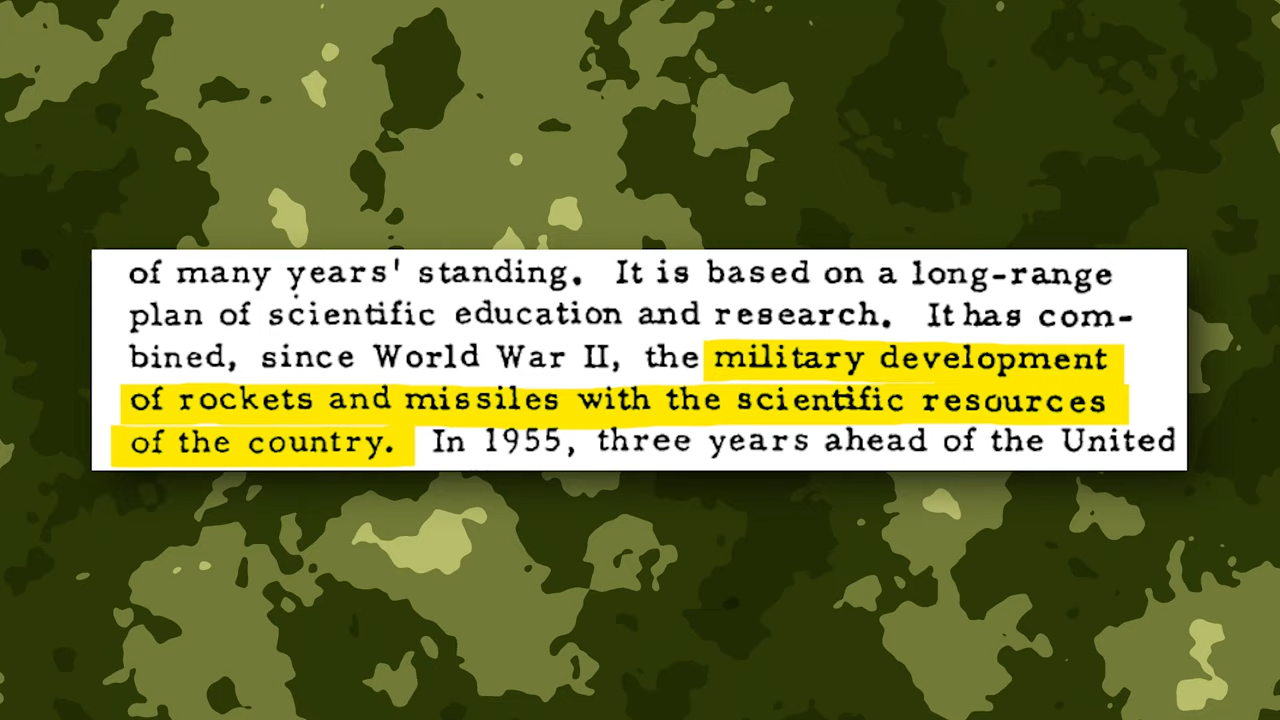 of many years' standing. It is based on a long-range
plan of scientific education and research. It has com-
bined, since World War II, the military development
of rockets and missiles with the scientific resources
of the country. In 1955, three years ahead of the United